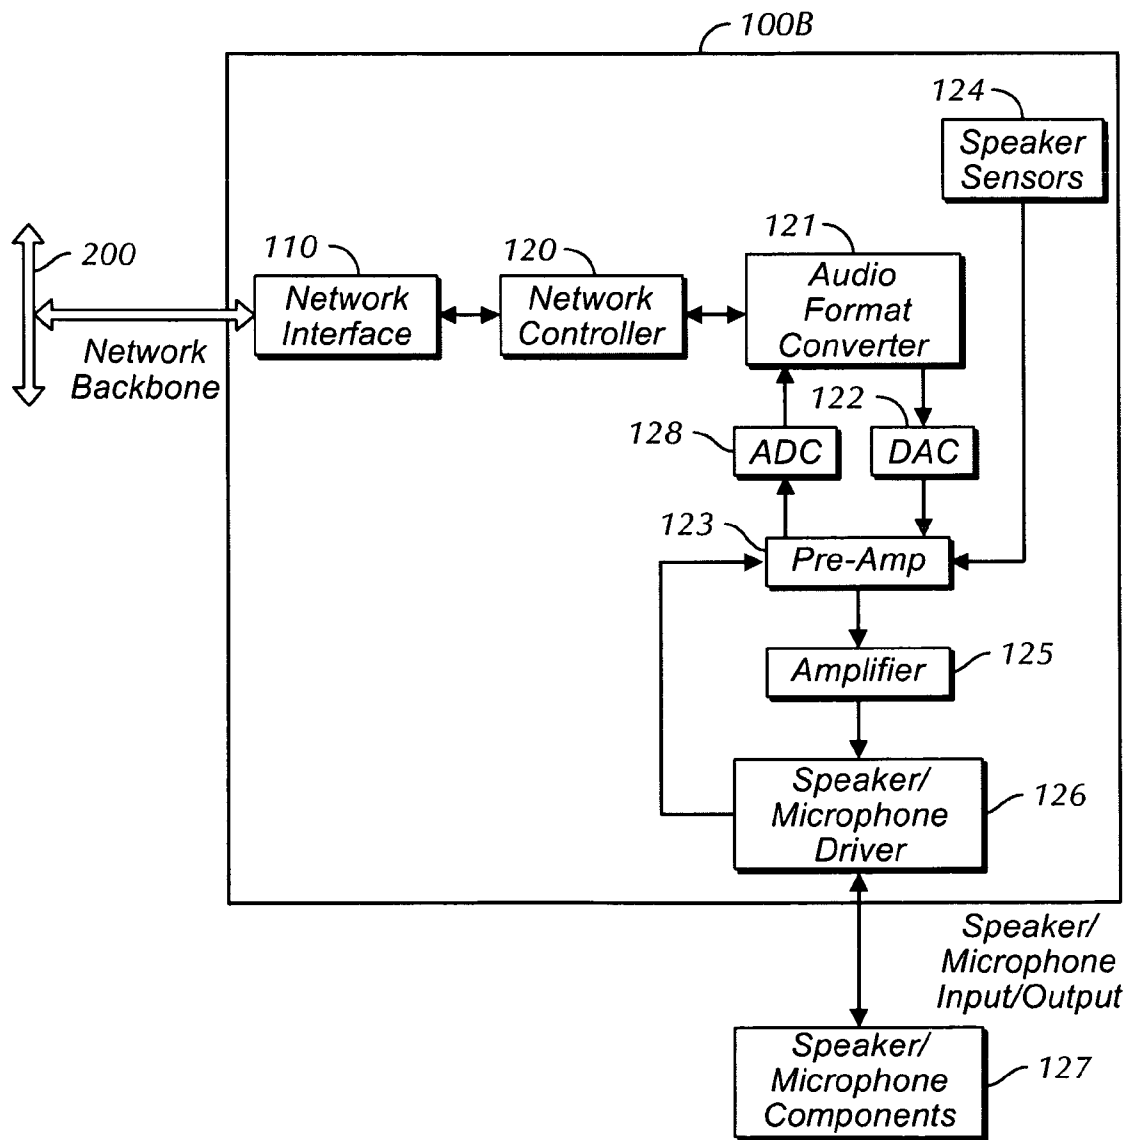 100B
124
Speaker
Sensors
200
110
120
121
Network
Interface
Network
Controller
Audio
Format
Converter
Network
Backbone
128
ADC
122
DAC
123
Pre-Amp
Amplifier
125
Speaker/
Microphone
Driver
126
Speaker/
Microphone
Input/Output
Speaker/
Microphone
Components
127